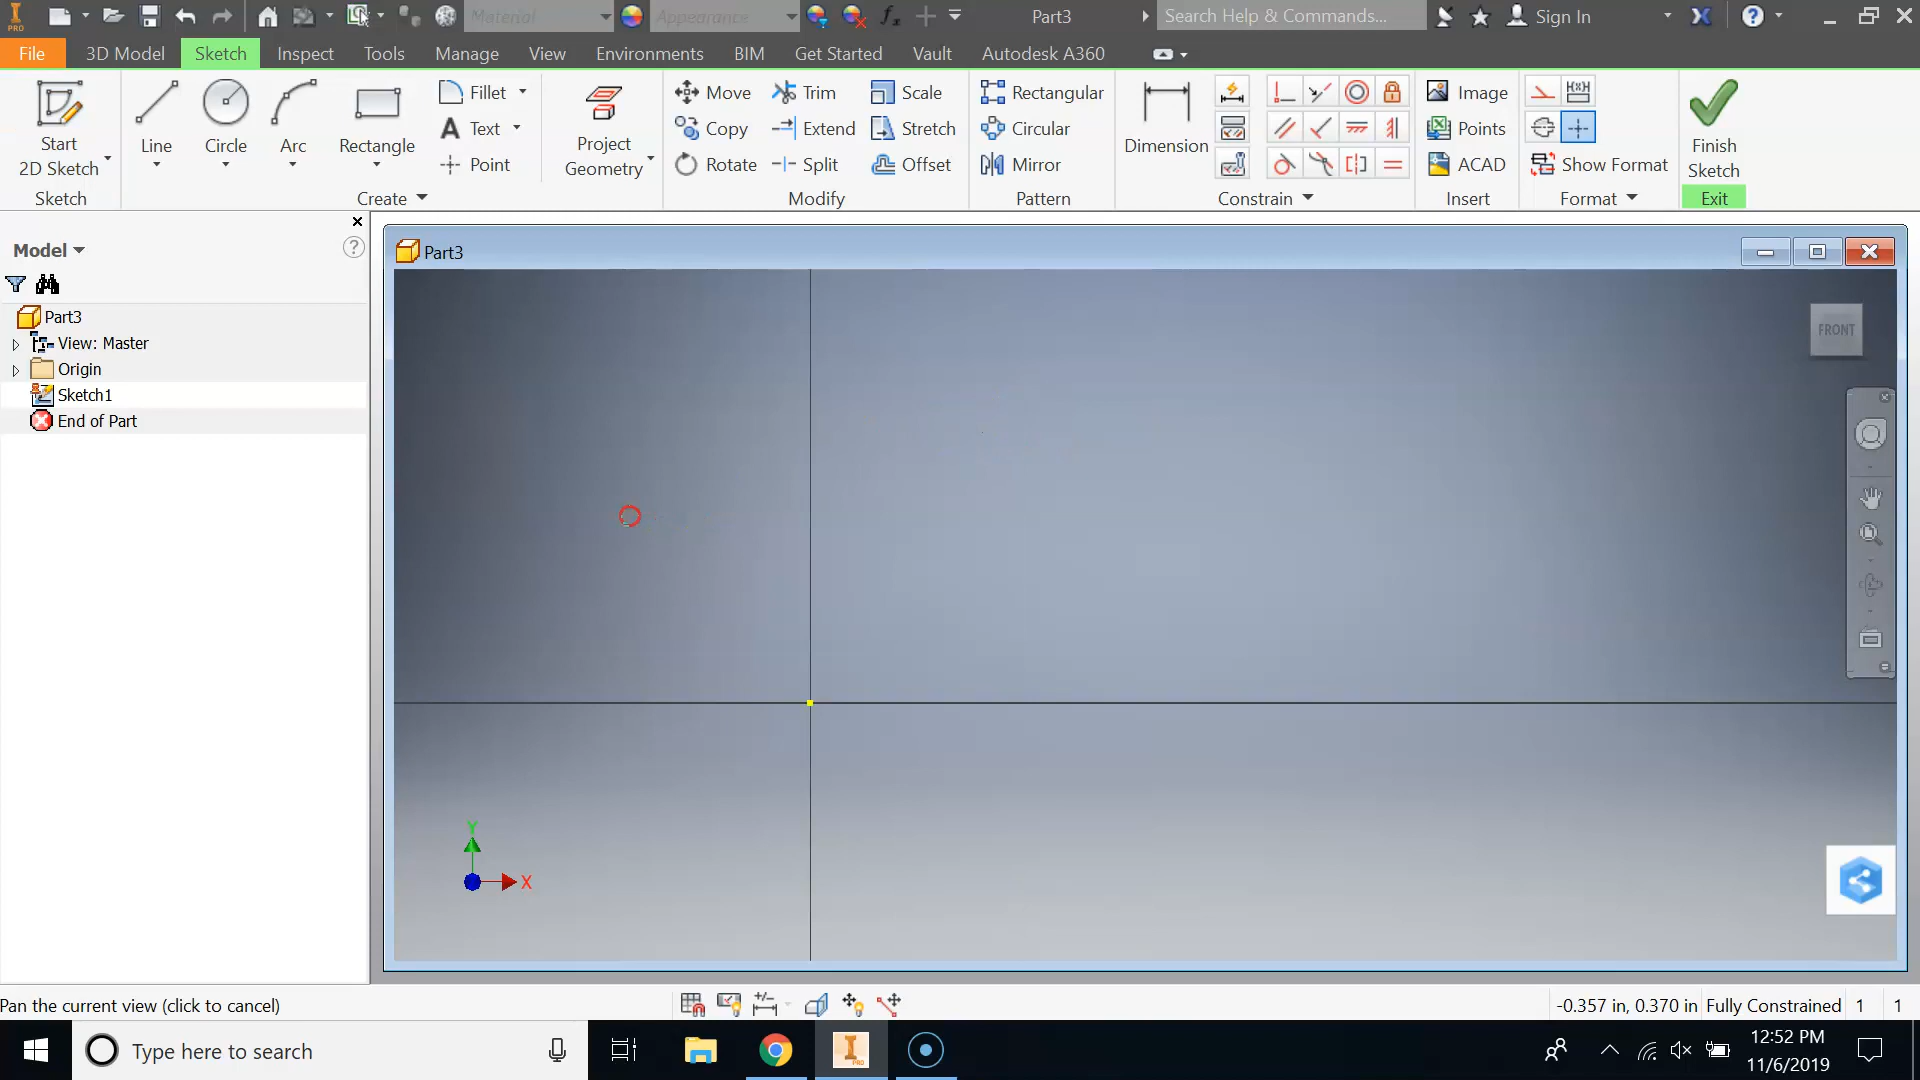 PRO
Material
Appearance
Part3
Search Help & Commands...
Sign In
File
3D Model
Sketch
Inspect
Tools
Manage
View
Environments
BIM
Get Started
Vault
Autodesk A360
Start
2D Sketch
Line
Circle
Arc
Rectangle
Fillet
Text
Point
Project
Geometry
Move
Copy
Rotate
Trim
Extend
Split
Scale
Stretch
Offset
Rectangular
Circular
Mirror
Dimension
Image
Points
ACAD
Show Format
Finish
Sketch
Sketch
Create
Modify
Pattern
Constrain
Insert
Format
Exit
Model
Part3
View: Master
Origin
Sketch1
End of Part
Part3
FRONT
Y
X
Pan the current view (click to cancel)
-0.357 in, 0.370 in
Fully Constrained
1
1
Type here to search
PRO
12:52 PM
11/6/2019